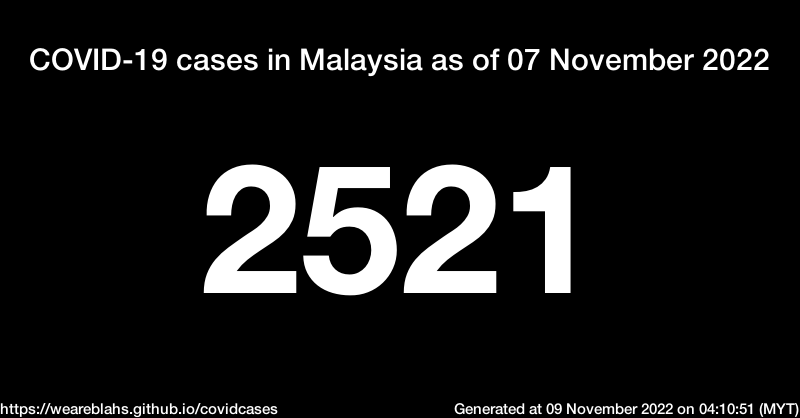 COVID-19 cases in Malaysia as of 07 November 2022
2521
https://weareblahs.github.io/covidcases
Generated at 09 November 2022 on 04:10:51 (MYT)